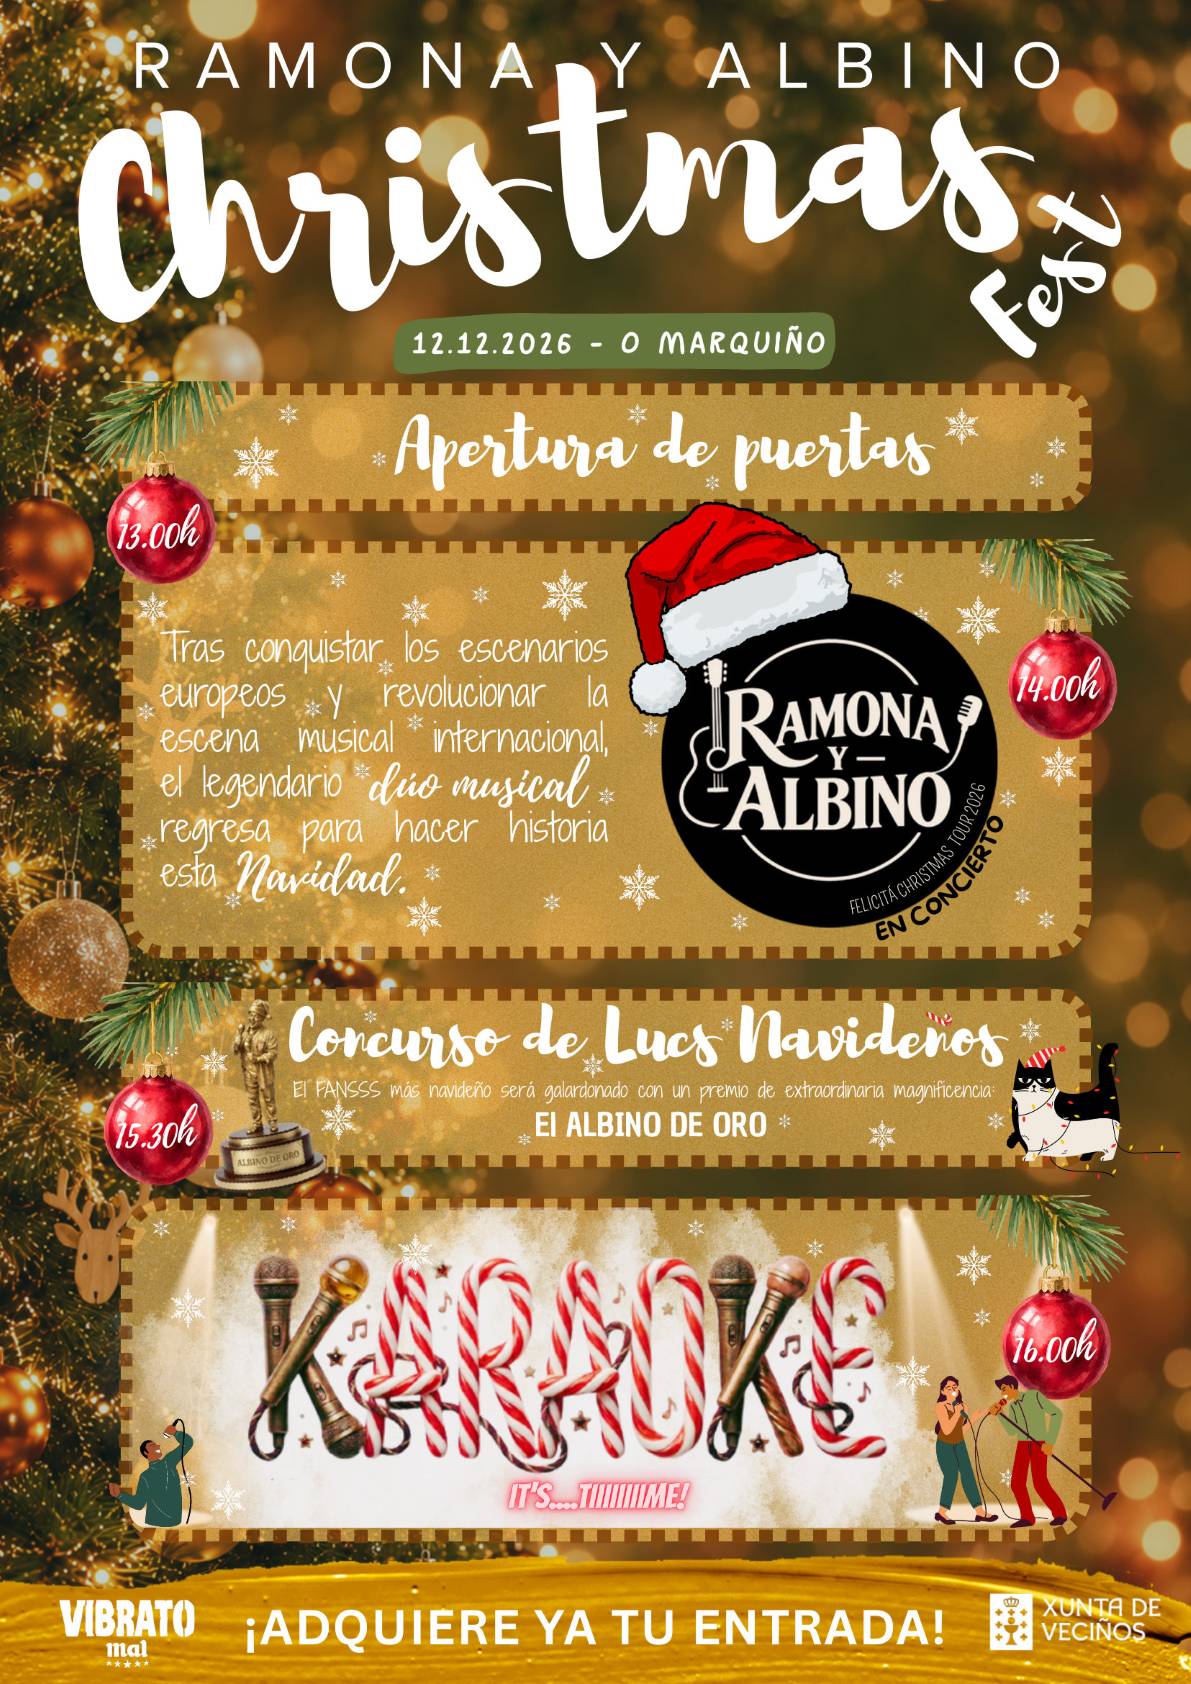 RAMONA Y ALBINO
Christmas
Fest
12.12.2026 - O MARQUIÑO
Apertura de puertas
13.00h
Tras conquistar los escenarios
europeos y revolucionar la
escena musical internacional,
el legendario dúo musical
regresa para hacer historia
esta Navidad.
14.00h
RAMONA
Y
ALBINO
FELICITÁ CHRISTMAS TOUR 2026
EN CONCIERTO
Concurso de Lucs Navideños
El FANSSS más navideño será galardonado con un premio de extraordinaria magnificencia:
El ALBINO DE ORO
15.30h
ALBINO DE ORO
KARAOKE
16.00h
IT'S....TIIIIIIIIME!
VIBRATO
mal
¡ADQUIERE YA TU ENTRADA!
XUNTA DE
VECIÑOS